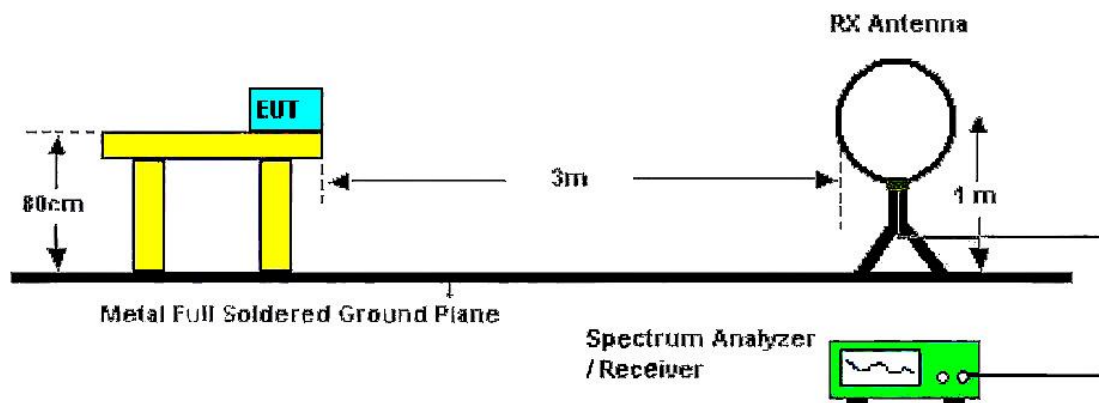 RX Antenna
EUT
3m
80cm
1 m
Metal Full Soldered Ground Plane
Spectrum Analyzer
/ Receiver